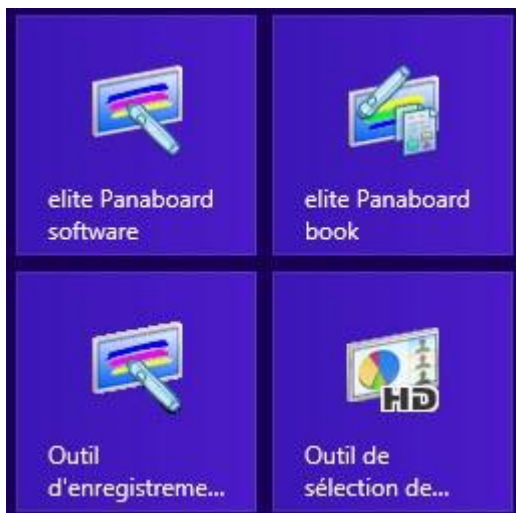 elite Panaboard
software
elite Panaboard
book
HD
Outil
d'enregistreme...
Outil de
sélection de...